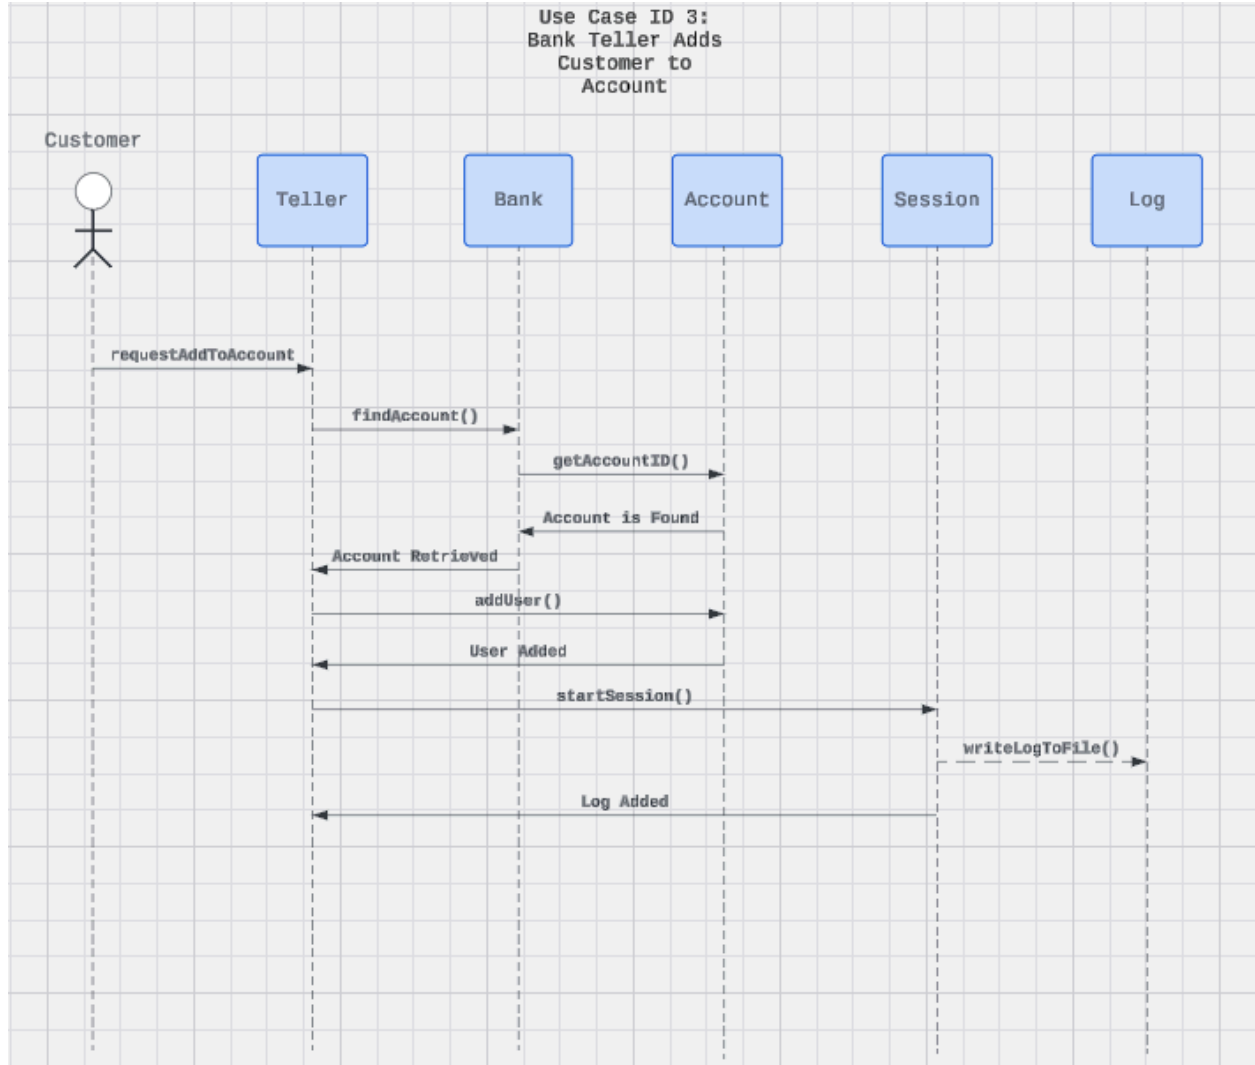 Use Case ID 3:
Bank Teller Adds
Customer to
Account
Customer
Teller
Bank
Account
Session
Log
requestAddToAccount
findAccount()
getAccountID()
Account is Found
Account Retrieved
addUser()
User Added
startSession()
writeLogToFile()
Log Added